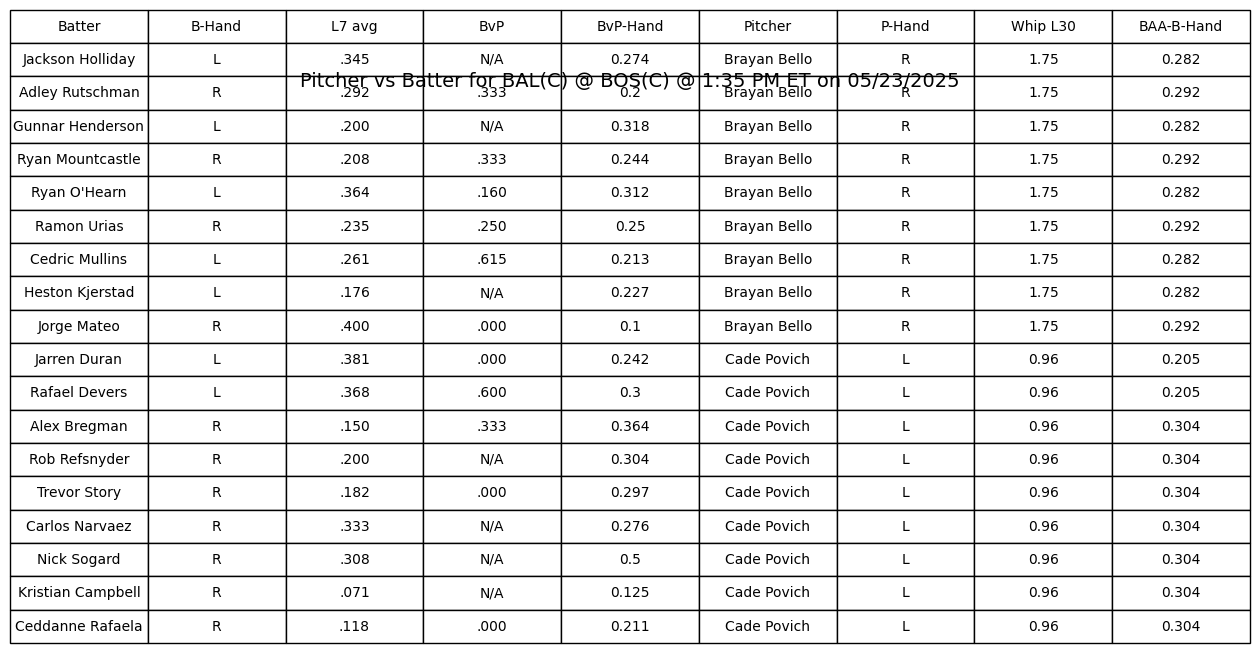 Batter B-Hand L7 avg BvP BvP-Hand Pitcher P-Hand Whip L30 BAA-B-Hand
Jackson Holliday L .345 N/A 0.274 Brayan Bello R 1.75 0.282
Pitcher vs Batter for BAL(C) @ BOS(C) @ 1:35 PM ET on 05/23/2025
Adley Rutschman R .292 .333 0.2 Brayan Bello R 1.75 0.292
Gunnar Henderson L .200 N/A 0.318 Brayan Bello R 1.75 0.282
Ryan Mountcastle R .208 .333 0.244 Brayan Bello R 1.75 0.292
Ryan O'Hearn L .364 .160 0.312 Brayan Bello R 1.75 0.282
Ramon Urias R .235 .250 0.25 Brayan Bello R 1.75 0.292
Cedric Mullins L .261 .615 0.213 Brayan Bello R 1.75 0.282
Heston Kjerstad L .176 N/A 0.227 Brayan Bello R 1.75 0.282
Jorge Mateo R .400 .000 0.1 Brayan Bello R 1.75 0.292
Jarren Duran L .381 .000 0.242 Cade Povich L 0.96 0.205
Rafael Devers L .368 .600 0.3 Cade Povich L 0.96 0.205
Alex Bregman R .150 .333 0.364 Cade Povich L 0.96 0.304
Rob Refsnyder R .200 N/A 0.304 Cade Povich L 0.96 0.304
Trevor Story R .182 .000 0.297 Cade Povich L 0.96 0.304
Carlos Narvaez R .333 N/A 0.276 Cade Povich L 0.96 0.304
Nick Sogard R .308 N/A 0.5 Cade Povich L 0.96 0.304
Kristian Campbell R .071 N/A 0.125 Cade Povich L 0.96 0.304
Ceddanne Rafaela R .118 .000 0.211 Cade Povich L 0.96 0.304